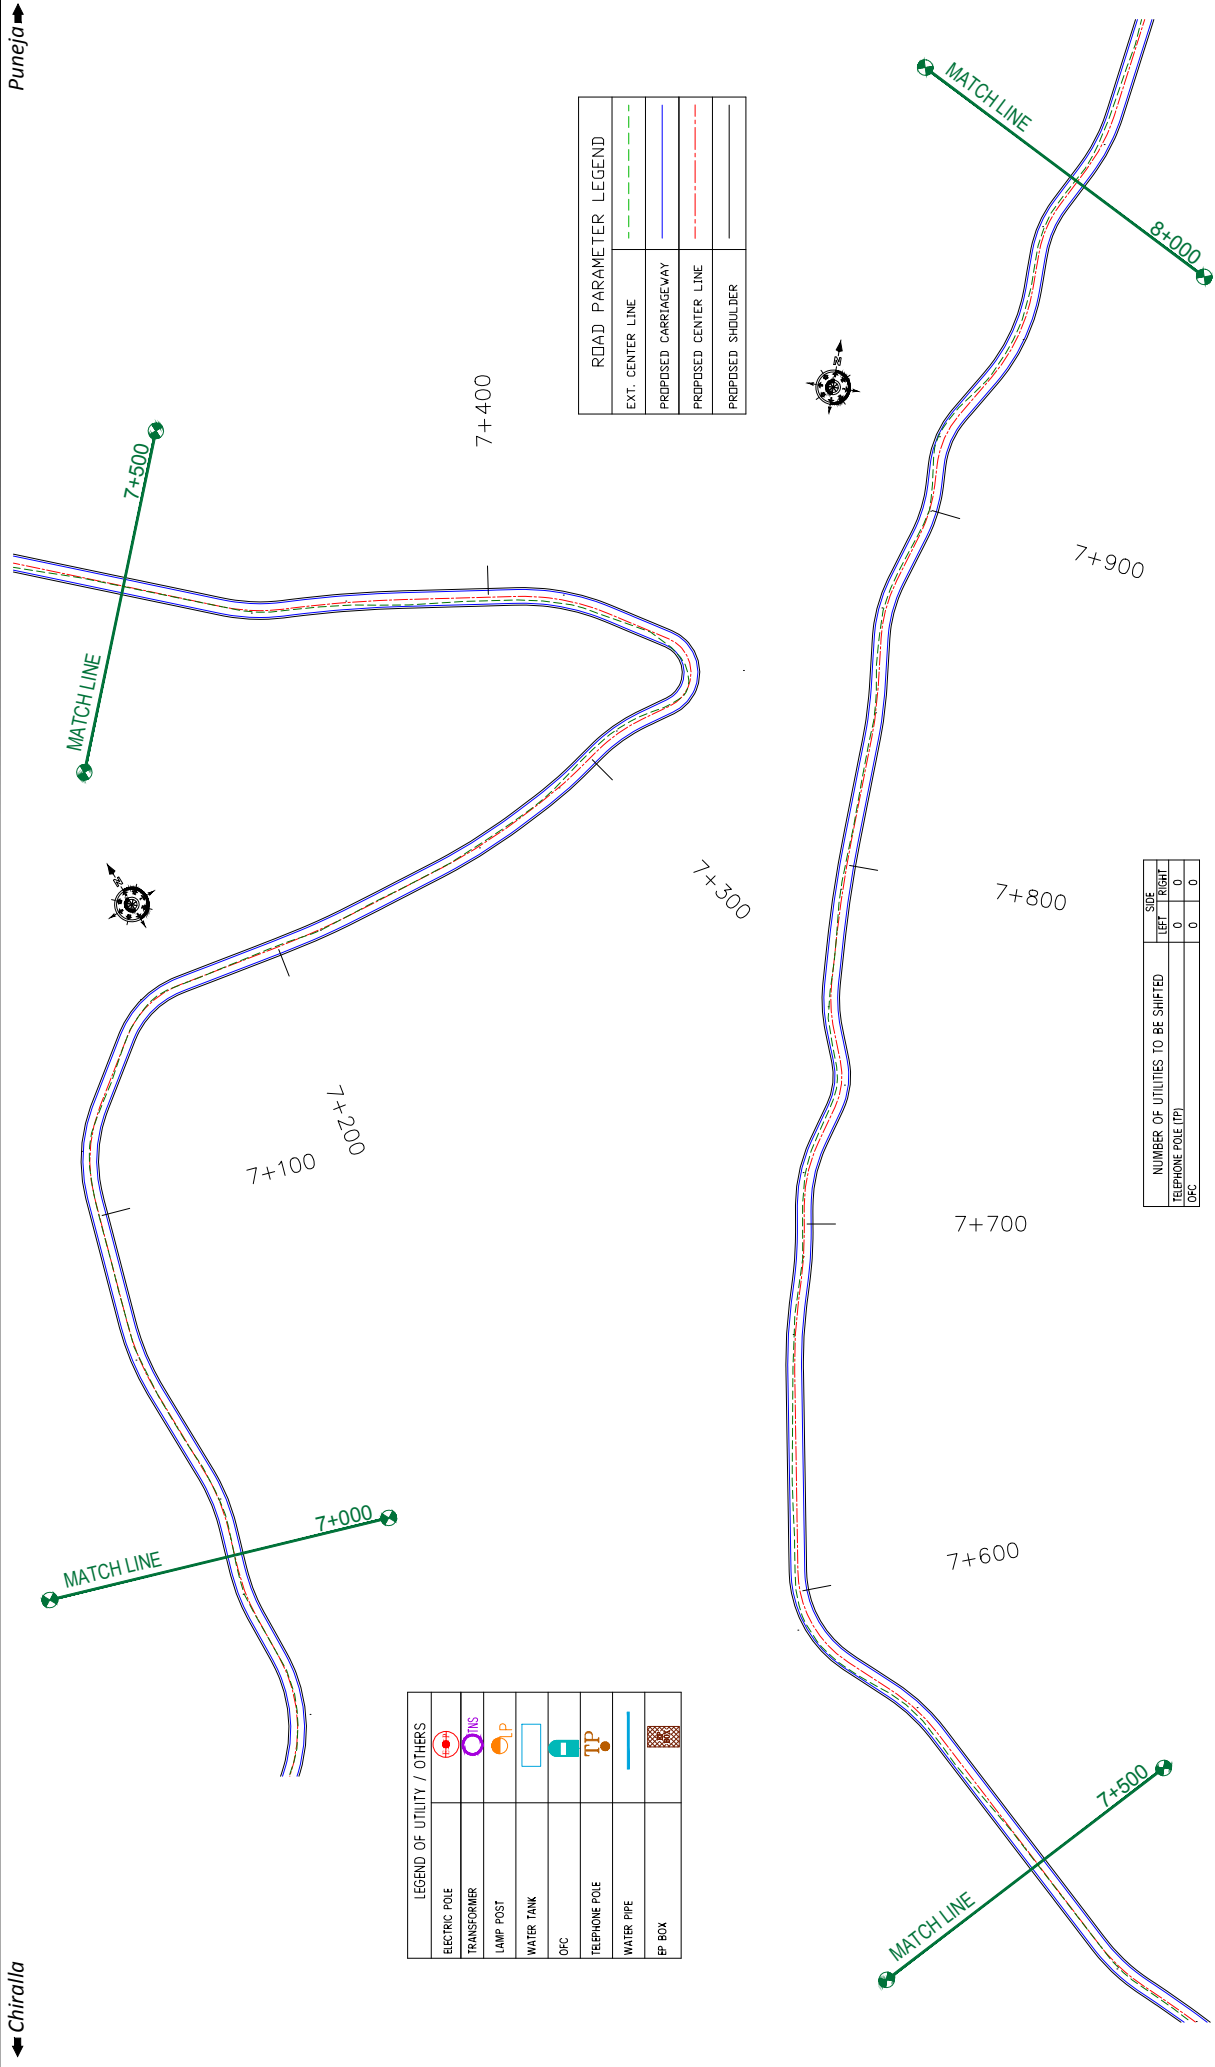 Chiralla
Puneja
MATCH LINE
7+000
7+100
7+200
7+300
7+400
MATCH LINE
7+500
N
LEGEND OF UTILITY / OTHERS
ELECTRIC POLE
TRANSFORMER
TNS
LAMP POST
LP
WATER TANK
OFC
TELEPHONE POLE
TP
WATER PIPE
EP BOX
EP
BOX
ROAD PARAMETER LEGEND
EXT. CENTER LINE
PROPOSED CARRIAGEWAY
PROPOSED CENTER LINE
PROPOSED SHOULDER
MATCH LINE
7+500
7+600
7+700
7+800
7+900
N
MATCH LINE
8+000
NUMBER OF UTILITIES TO BE SHIFTED
SIDE
LEFT RIGHT
TELEPHONE POLE (TP) 0 0
OFC 0 0